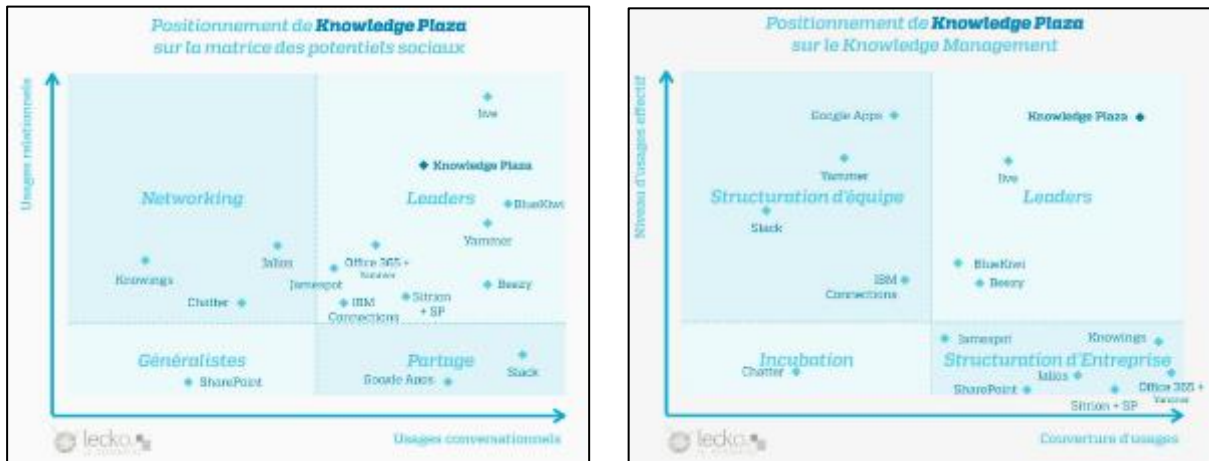 Positionnement de Knowledge Plaza
sur la matrice des potentiels sociaux
Usages relationnels
Jive
Knowledge Plaza
Networking
Leaders
BlueKiwi
Yammer
Jalios
Office 365 +
Yammer
Knowings
Jamespot
Beezy
Chatter
IBM
Connections
Sitrion
+ SP
Généralistes
Partage
SharePoint
Google Apps
Slack
lecko
Usages conversationnels
Positionnement de Knowledge Plaza
sur le Knowledge Management
Niveau d'usages effectif
Google Apps
Knowledge Plaza
Yammer
Jive
Structuration d'équipe
Leaders
Slack
BlueKiwi
IBM
Connections
Beezy
Jamespot
Knowings
Incubation
Structuration d'Entreprise
Chatter
Jalios
SharePoint
Office 365 +
Yammer
Sitrion + SP
lecko
Couverture d'usages